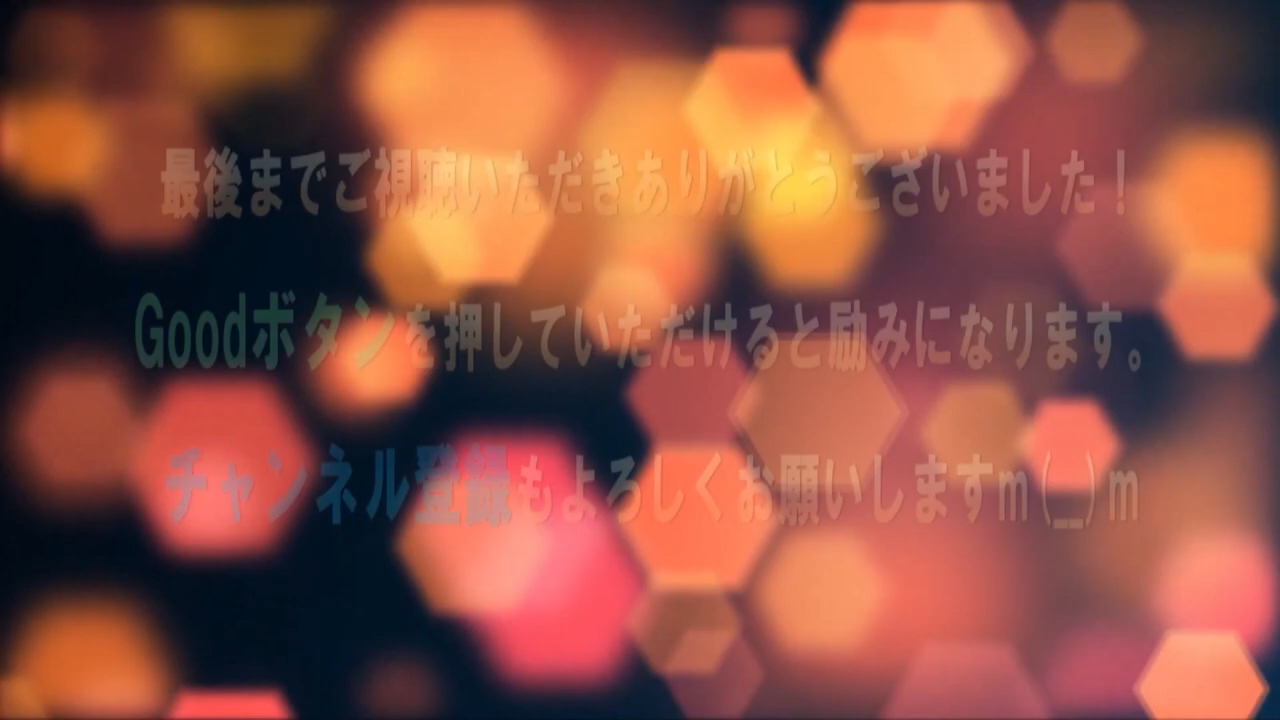 最後までご視聴いただきありがとうございました！
Goodボタンを押していただけると励みになります。
チャンネル登録もよろしくお願いしますm(__)m